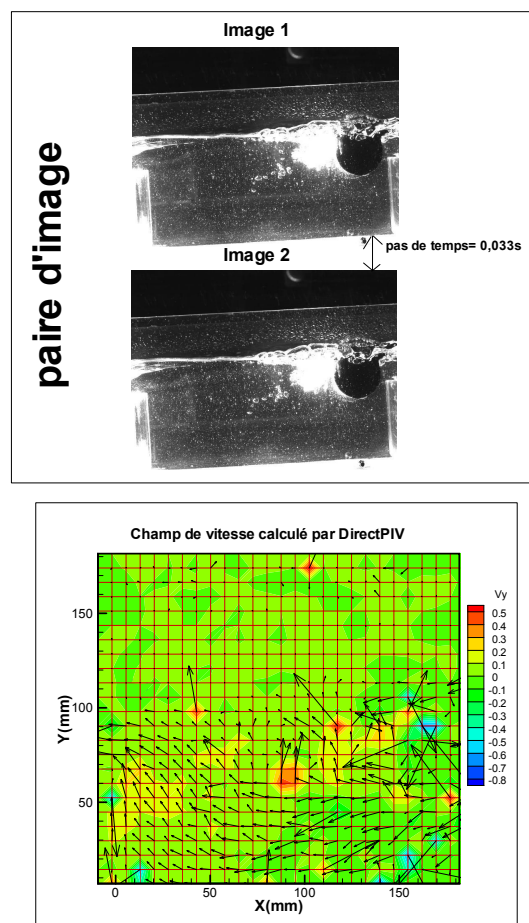 Image 1
paire d'image
pas de temps= 0,033s
Image 2
Champ de vitesse calculé par DirectPIV
Vy
0.5
0.4
0.3
0.2
0.1
0
-0.1
-0.2
-0.3
-0.4
-0.5
-0.6
-0.7
-0.8
Y(mm)
150
100
50
0
50
100
150
X(mm)